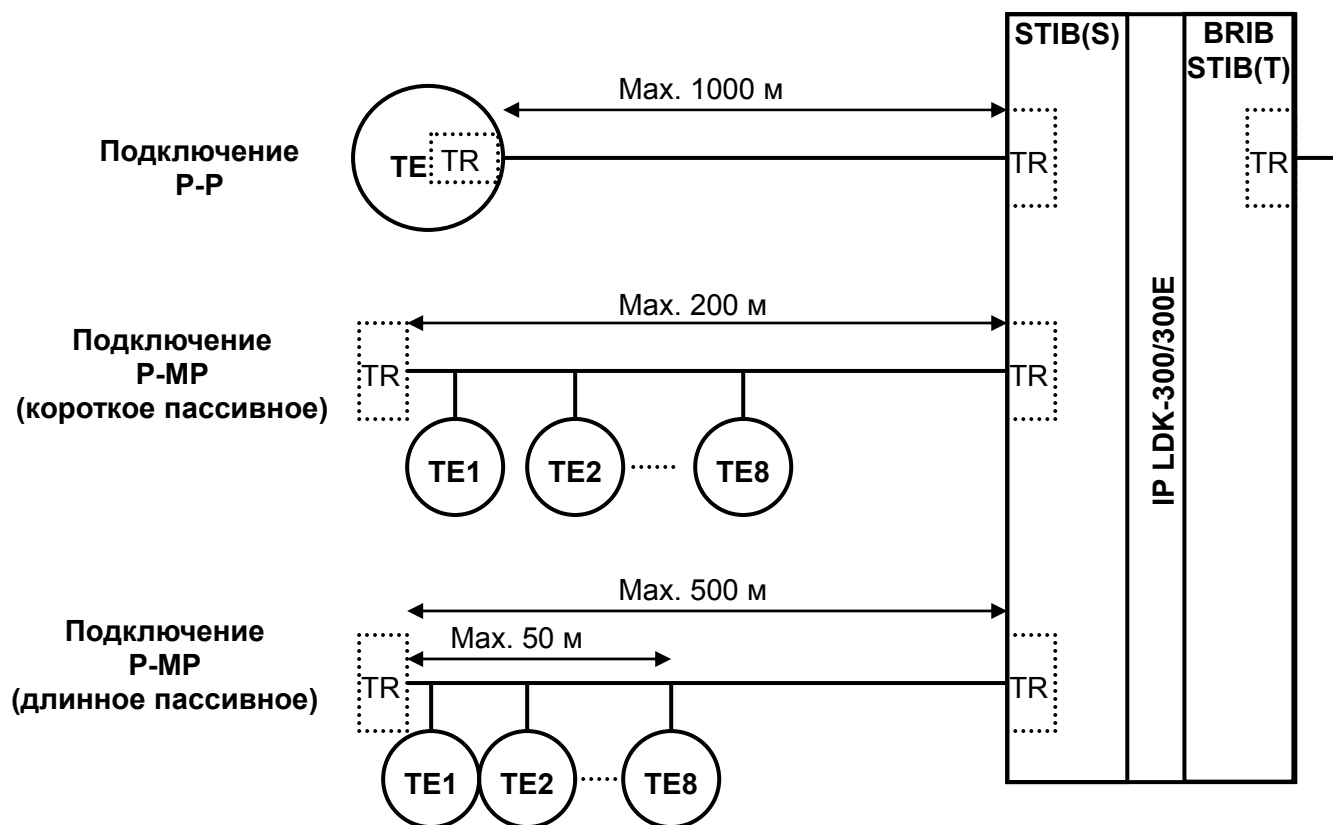 STIB(S)
BRIB
STIB(T)
IP LDK-300/300E
Max. 1000 м
Подключение
P-P
TE
TR
TR
TR
Max. 200 м
Подключение
P-MP
(короткое пассивное)
TR
TR
TE1
TE2
TE8
Max. 500 м
Max. 50 м
Подключение
P-MP
(длинное пассивное)
TR
TR
TE1
TE2
TE8